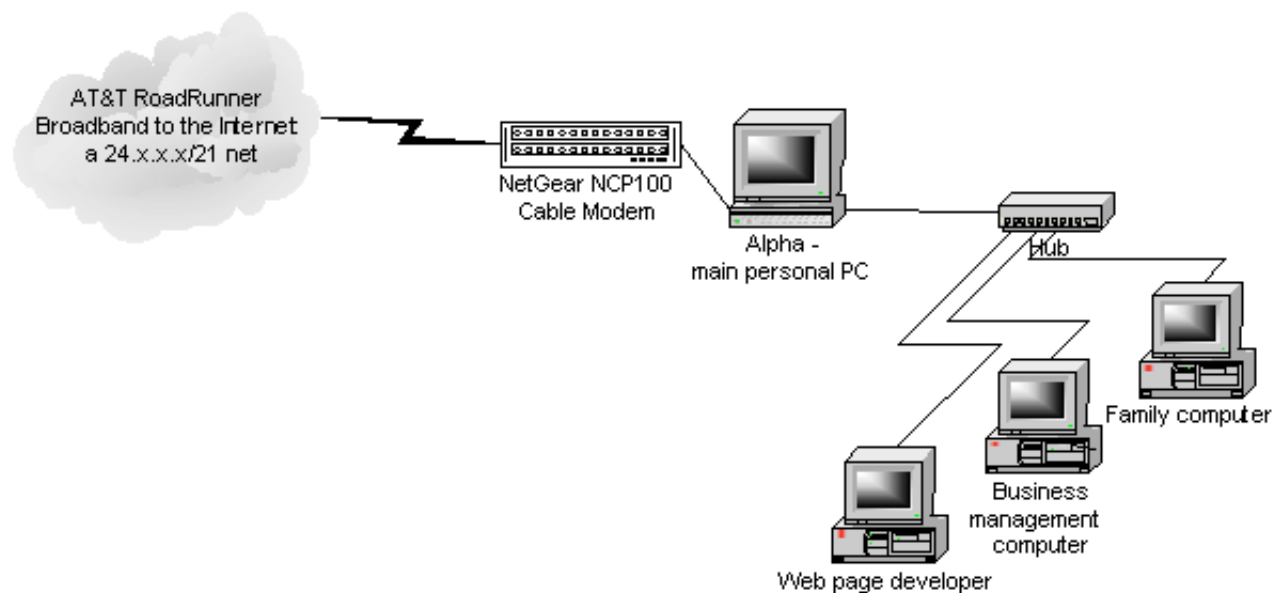 AT&T RoadRunner
Broadband to the Internet
a 24.x.x.x/21 net
NetGear NCP100
Cable Modem
Alpha -
main personal PC
Hub
Family computer
Business
management
computer
Web page developer